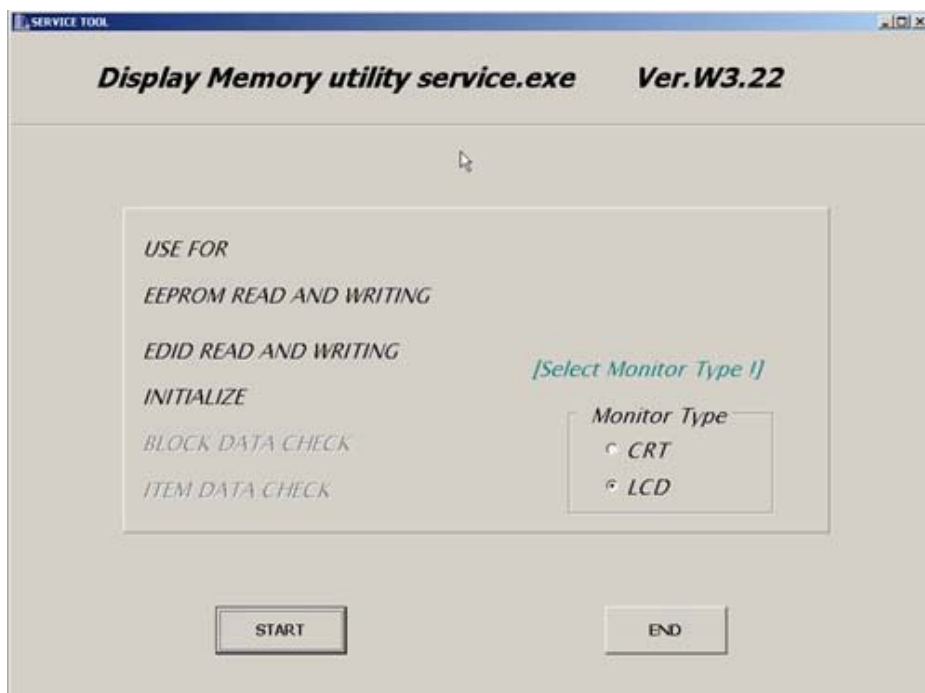 SERVICE TOOL
Display Memory utility service.exe Ver.W3.22
USE FOR
EEPROM READ AND WRITING
EDID READ AND WRITING
INITIALIZE
BLOCK DATA CHECK
ITEM DATA CHECK
[Select Monitor Type !]
Monitor Type
CRT
LCD
START
END